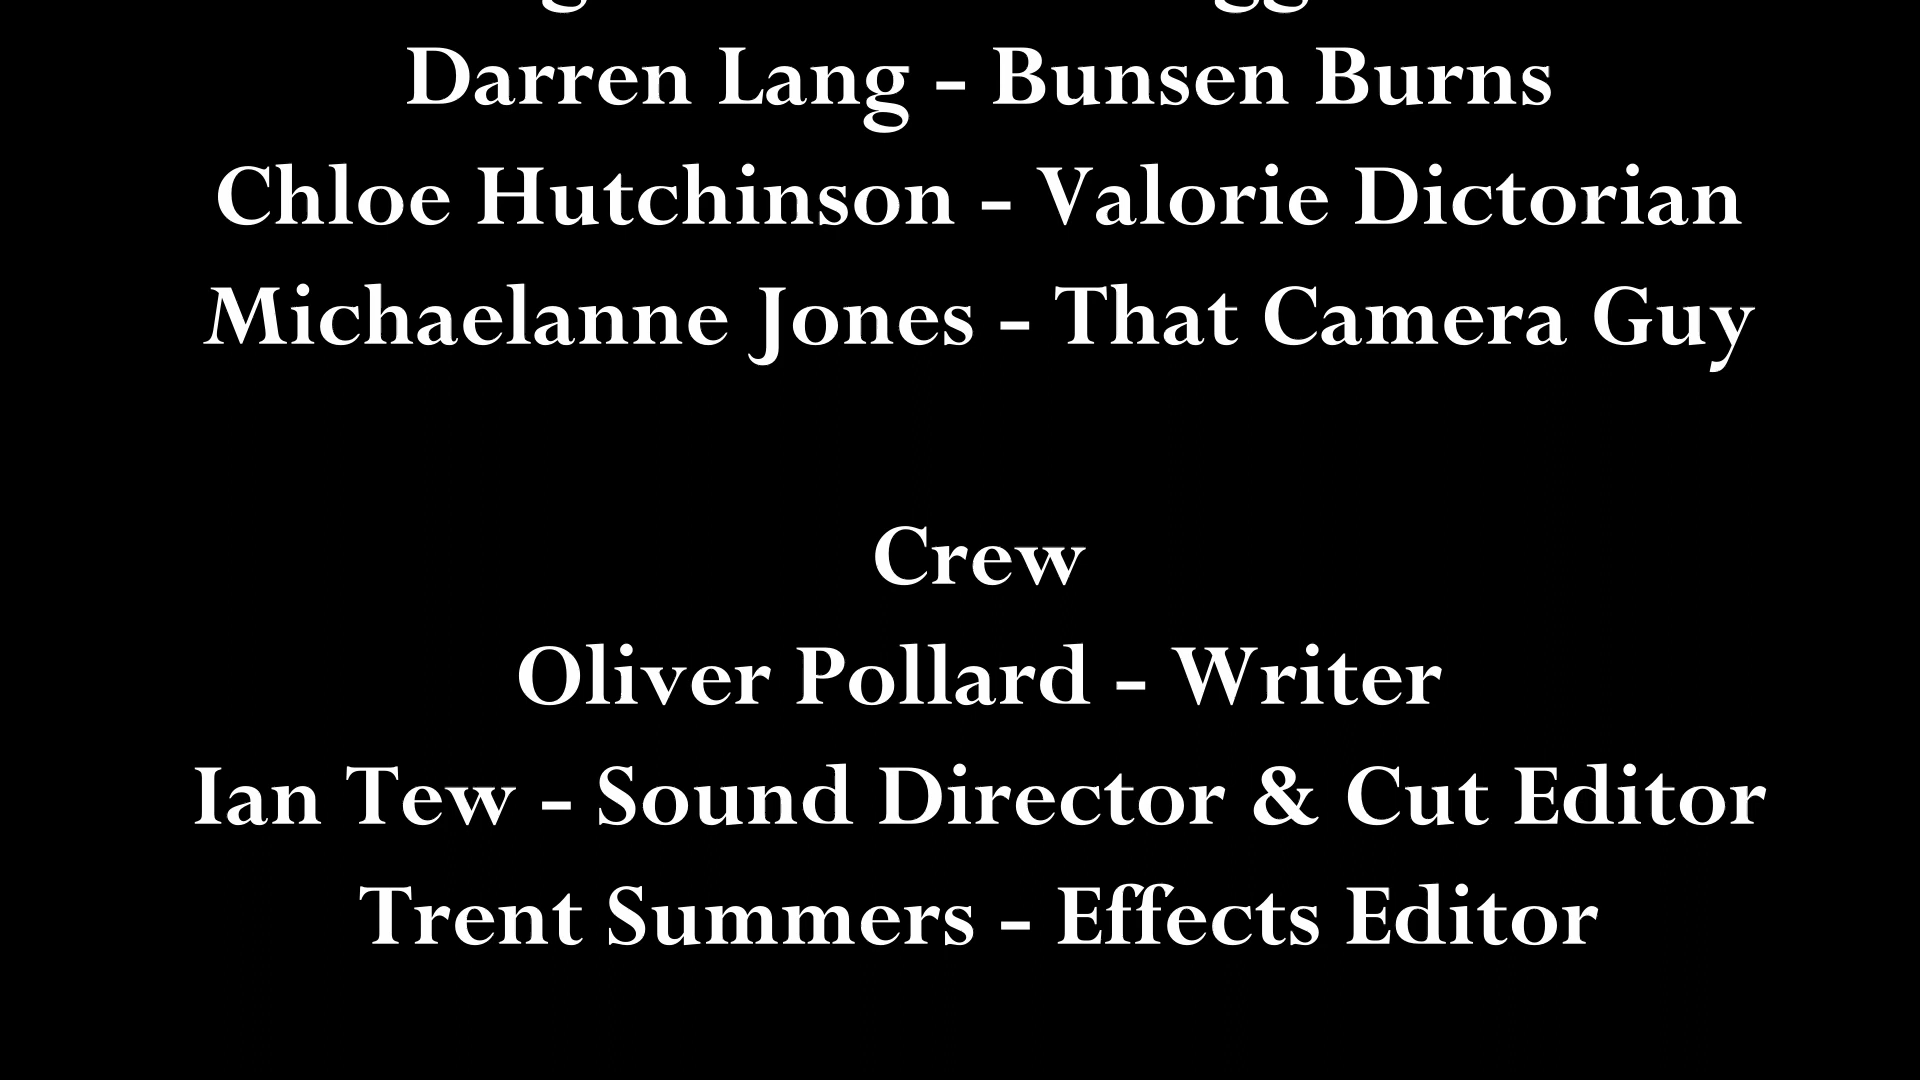 Darren Lang - Bunsen Burns
Chloe Hutchinson - Valorie Dictorian
Michaelanne Jones - That Camera Guy
Crew
Oliver Pollard - Writer
Ian Tew - Sound Director & Cut Editor
Trent Summers - Effects Editor